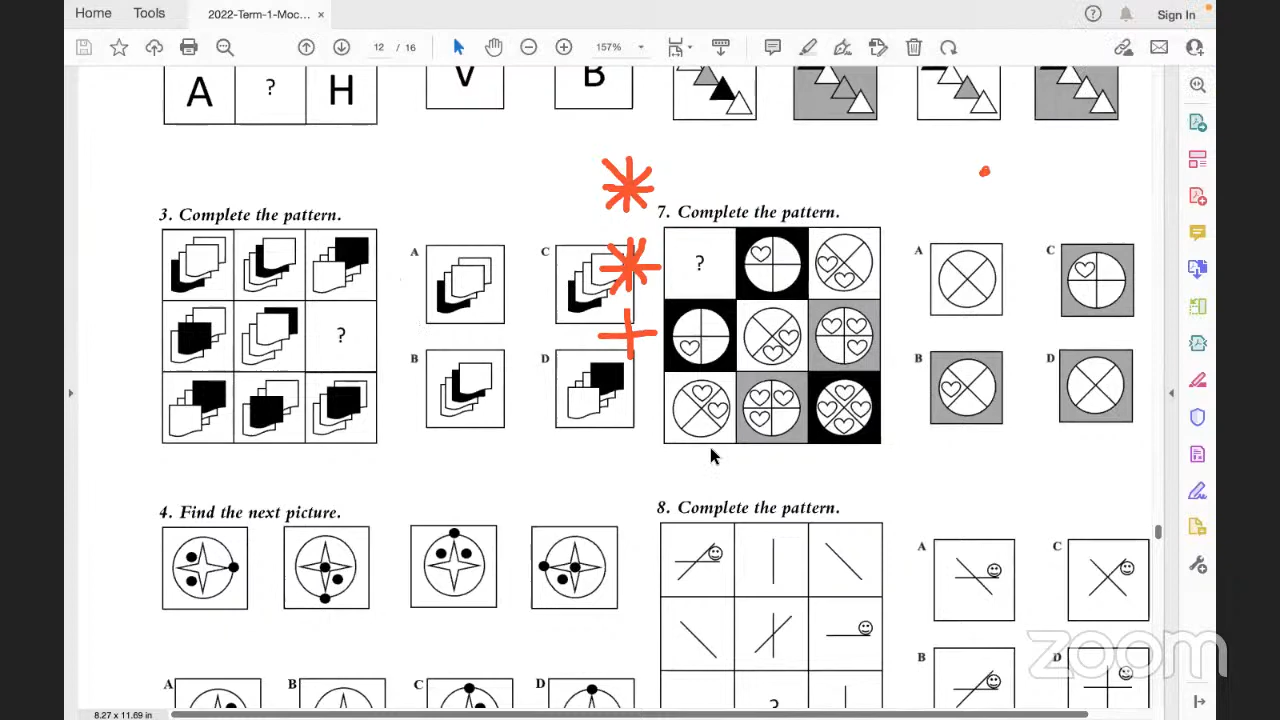 Home Tools 2022-Term-1-Moc... × Sign In
12 / 16 157%
A ? H V B
3. Complete the pattern.
A C
?
B D
7. Complete the pattern.
?
A C
B D
4. Find the next picture.
A B C D
8. Complete the pattern.
A C
B D
?
zoom
8.27 x 11.69 in